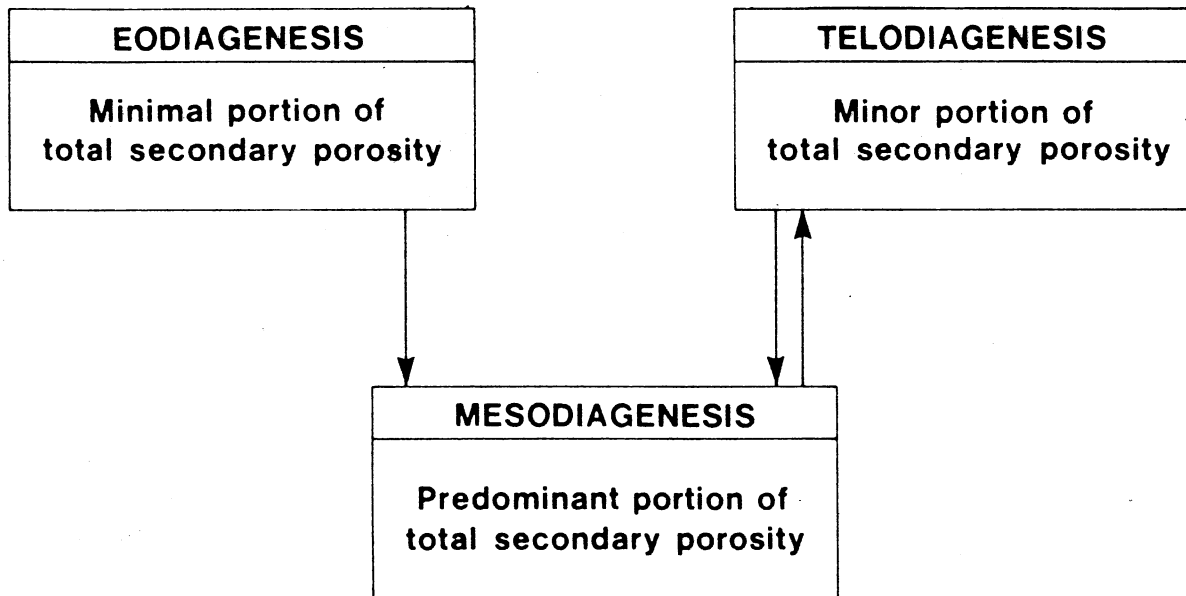 EODIAGENESIS
Minimal portion of
total secondary porosity
TELODIAGENESIS
Minor portion of
total secondary porosity
MESODIAGENESIS
Predominant portion of
total secondary porosity